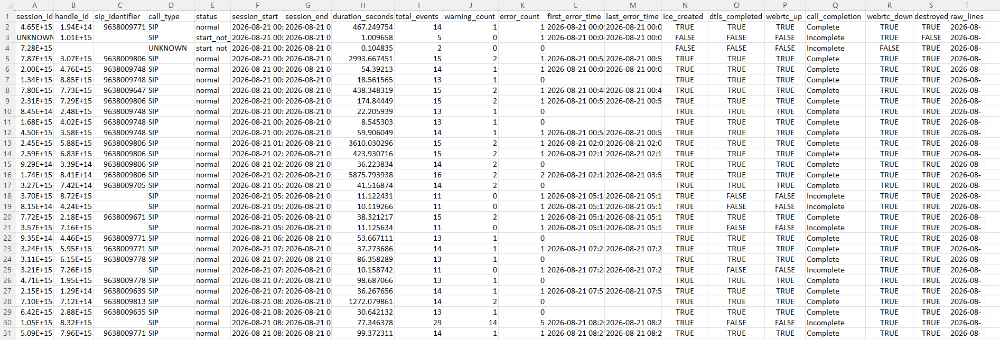 A B C D E F G H I J K L M N O P Q R S T
1 session_id handle_id sip_identifier call_type status session_start session_end duration_seconds total_events warning_count error_count first_error_time last_error_time ice_created dtls_completed webrtc_up call_completion webrtc_down destroyed raw_lines
2 4.65E+15 1.94E+14 9638009771 SIP normal 2026-08-21 00: 2026-08-21 0 467.249754 14 1 1 2026-08-21 00:0 2026-08-21 00:0 TRUE TRUE TRUE Complete TRUE TRUE 2026-08-
3 UNKNOWN 1.01E+15 SIP start_not_ 2026-08-21 00: 2026-08-21 0 1.009658 5 0 1 2026-08-21 00:0 2026-08-21 00:0 FALSE FALSE FALSE Incomplete TRUE FALSE 2026-08-
4 7.28E+15 UNKNOWN start_not_ 2026-08-21 00: 2026-08-21 0 0.104835 2 0 0 FALSE FALSE FALSE Incomplete FALSE TRUE 2026-08-
5 7.87E+15 3.07E+15 9638009806 SIP normal 2026-08-21 00: 2026-08-21 0 2993.667451 15 2 1 2026-08-21 00:5 2026-08-21 00:5 TRUE TRUE TRUE Complete TRUE TRUE 2026-08-
6 2.00E+15 4.76E+15 9638009748 SIP normal 2026-08-21 00: 2026-08-21 0 54.39213 14 1 1 2026-08-21 00:0 2026-08-21 00:0 TRUE TRUE TRUE Complete TRUE TRUE 2026-08-
7 1.34E+15 8.85E+15 9638009748 SIP normal 2026-08-21 00: 2026-08-21 0 18.561565 13 1 0 TRUE TRUE TRUE Complete TRUE TRUE 2026-08-
8 7.80E+15 7.73E+15 9638009647 SIP normal 2026-08-21 00: 2026-08-21 0 438.348319 15 2 1 2026-08-21 00:4 2026-08-21 00:4 TRUE TRUE TRUE Complete TRUE TRUE 2026-08-
9 2.31E+15 7.29E+15 9638009806 SIP normal 2026-08-21 00: 2026-08-21 0 174.84449 15 2 1 2026-08-21 00:5 2026-08-21 00:5 TRUE TRUE TRUE Complete TRUE TRUE 2026-08-
10 8.45E+14 2.48E+15 9638009748 SIP normal 2026-08-21 00: 2026-08-21 0 22.205939 13 1 0 TRUE TRUE TRUE Complete TRUE TRUE 2026-08-
11 1.68E+15 4.02E+15 9638009748 SIP normal 2026-08-21 00: 2026-08-21 0 8.545303 13 1 0 TRUE TRUE TRUE Complete TRUE TRUE 2026-08-
12 4.50E+15 3.58E+15 9638009748 SIP normal 2026-08-21 00: 2026-08-21 0 59.906049 14 1 1 2026-08-21 00:5 2026-08-21 00:5 TRUE TRUE TRUE Complete TRUE TRUE 2026-08-
13 2.45E+15 5.88E+15 9638009806 SIP normal 2026-08-21 01: 2026-08-21 0 3610.030296 15 2 1 2026-08-21 02:0 2026-08-21 02:0 TRUE TRUE TRUE Complete TRUE TRUE 2026-08-
14 2.59E+15 6.83E+15 9638009806 SIP normal 2026-08-21 02: 2026-08-21 0 423.930716 15 2 1 2026-08-21 02:1 2026-08-21 02:1 TRUE TRUE TRUE Complete TRUE TRUE 2026-08-
15 9.29E+14 3.39E+14 9638009806 SIP normal 2026-08-21 02: 2026-08-21 0 36.223834 14 2 0 TRUE TRUE TRUE Complete TRUE TRUE 2026-08-
16 1.74E+15 8.41E+14 9638009806 SIP normal 2026-08-21 02: 2026-08-21 0 5875.793938 16 2 2 2026-08-21 02:1 2026-08-21 03:5 TRUE TRUE TRUE Complete TRUE TRUE 2026-08-
17 3.27E+15 7.42E+14 9638009705 SIP normal 2026-08-21 05: 2026-08-21 0 41.516874 14 2 0 TRUE TRUE TRUE Complete TRUE TRUE 2026-08-
18 3.70E+15 8.72E+15 SIP normal 2026-08-21 05: 2026-08-21 0 11.122431 11 0 1 2026-08-21 05:1 2026-08-21 05:1 TRUE FALSE FALSE Incomplete TRUE TRUE 2026-08-
19 8.15E+14 4.24E+15 SIP normal 2026-08-21 05: 2026-08-21 0 10.119266 11 0 1 2026-08-21 05:1 2026-08-21 05:1 TRUE FALSE FALSE Incomplete TRUE TRUE 2026-08-
20 7.72E+15 2.18E+15 9638009671 SIP normal 2026-08-21 05: 2026-08-21 0 38.321217 15 2 1 2026-08-21 05:1 2026-08-21 05:1 TRUE TRUE TRUE Complete TRUE TRUE 2026-08-
21 3.57E+15 7.16E+15 SIP normal 2026-08-21 05: 2026-08-21 0 11.125634 11 0 1 2026-08-21 05:1 2026-08-21 05:1 TRUE FALSE FALSE Incomplete TRUE TRUE 2026-08-
22 9.35E+14 4.46E+15 9638009771 SIP normal 2026-08-21 06: 2026-08-21 0 53.667111 13 1 0 TRUE TRUE TRUE Complete TRUE TRUE 2026-08-
23 3.24E+15 5.95E+15 9638009771 SIP normal 2026-08-21 07: 2026-08-21 0 37.273686 14 1 1 2026-08-21 07:2 2026-08-21 07:2 TRUE TRUE TRUE Complete TRUE TRUE 2026-08-
24 3.11E+15 6.15E+15 9638009778 SIP normal 2026-08-21 07: 2026-08-21 0 86.358289 13 1 0 TRUE TRUE TRUE Complete TRUE TRUE 2026-08-
25 3.21E+15 7.26E+15 SIP normal 2026-08-21 07: 2026-08-21 0 10.158742 11 0 1 2026-08-21 07:2 2026-08-21 07:2 TRUE FALSE FALSE Incomplete TRUE TRUE 2026-08-
26 4.71E+15 1.95E+15 9638009778 SIP normal 2026-08-21 07: 2026-08-21 0 98.687066 13 1 0 TRUE TRUE TRUE Complete TRUE TRUE 2026-08-
27 2.15E+15 1.29E+14 9638009639 SIP normal 2026-08-21 07: 2026-08-21 0 36.267656 14 1 1 2026-08-21 07:5 2026-08-21 07:5 TRUE TRUE TRUE Complete TRUE TRUE 2026-08-
28 7.10E+15 7.12E+14 9638009813 SIP normal 2026-08-21 08: 2026-08-21 0 1272.079861 14 2 0 TRUE TRUE TRUE Complete TRUE TRUE 2026-08-
29 6.42E+15 2.88E+15 9638009635 SIP normal 2026-08-21 08: 2026-08-21 0 30.642132 13 1 0 TRUE TRUE TRUE Complete TRUE TRUE 2026-08-
30 1.05E+15 8.32E+15 SIP normal 2026-08-21 08: 2026-08-21 0 77.346378 29 14 5 2026-08-21 08:2 2026-08-21 08:2 TRUE FALSE FALSE Incomplete TRUE TRUE 2026-08-
31 5.09E+15 7.96E+15 9638009771 SIP normal 2026-08-21 08: 2026-08-21 0 99.372311 14 1 1 2026-08-21 08:2 2026-08-21 08:2 TRUE TRUE TRUE Complete TRUE TRUE 2026-08-